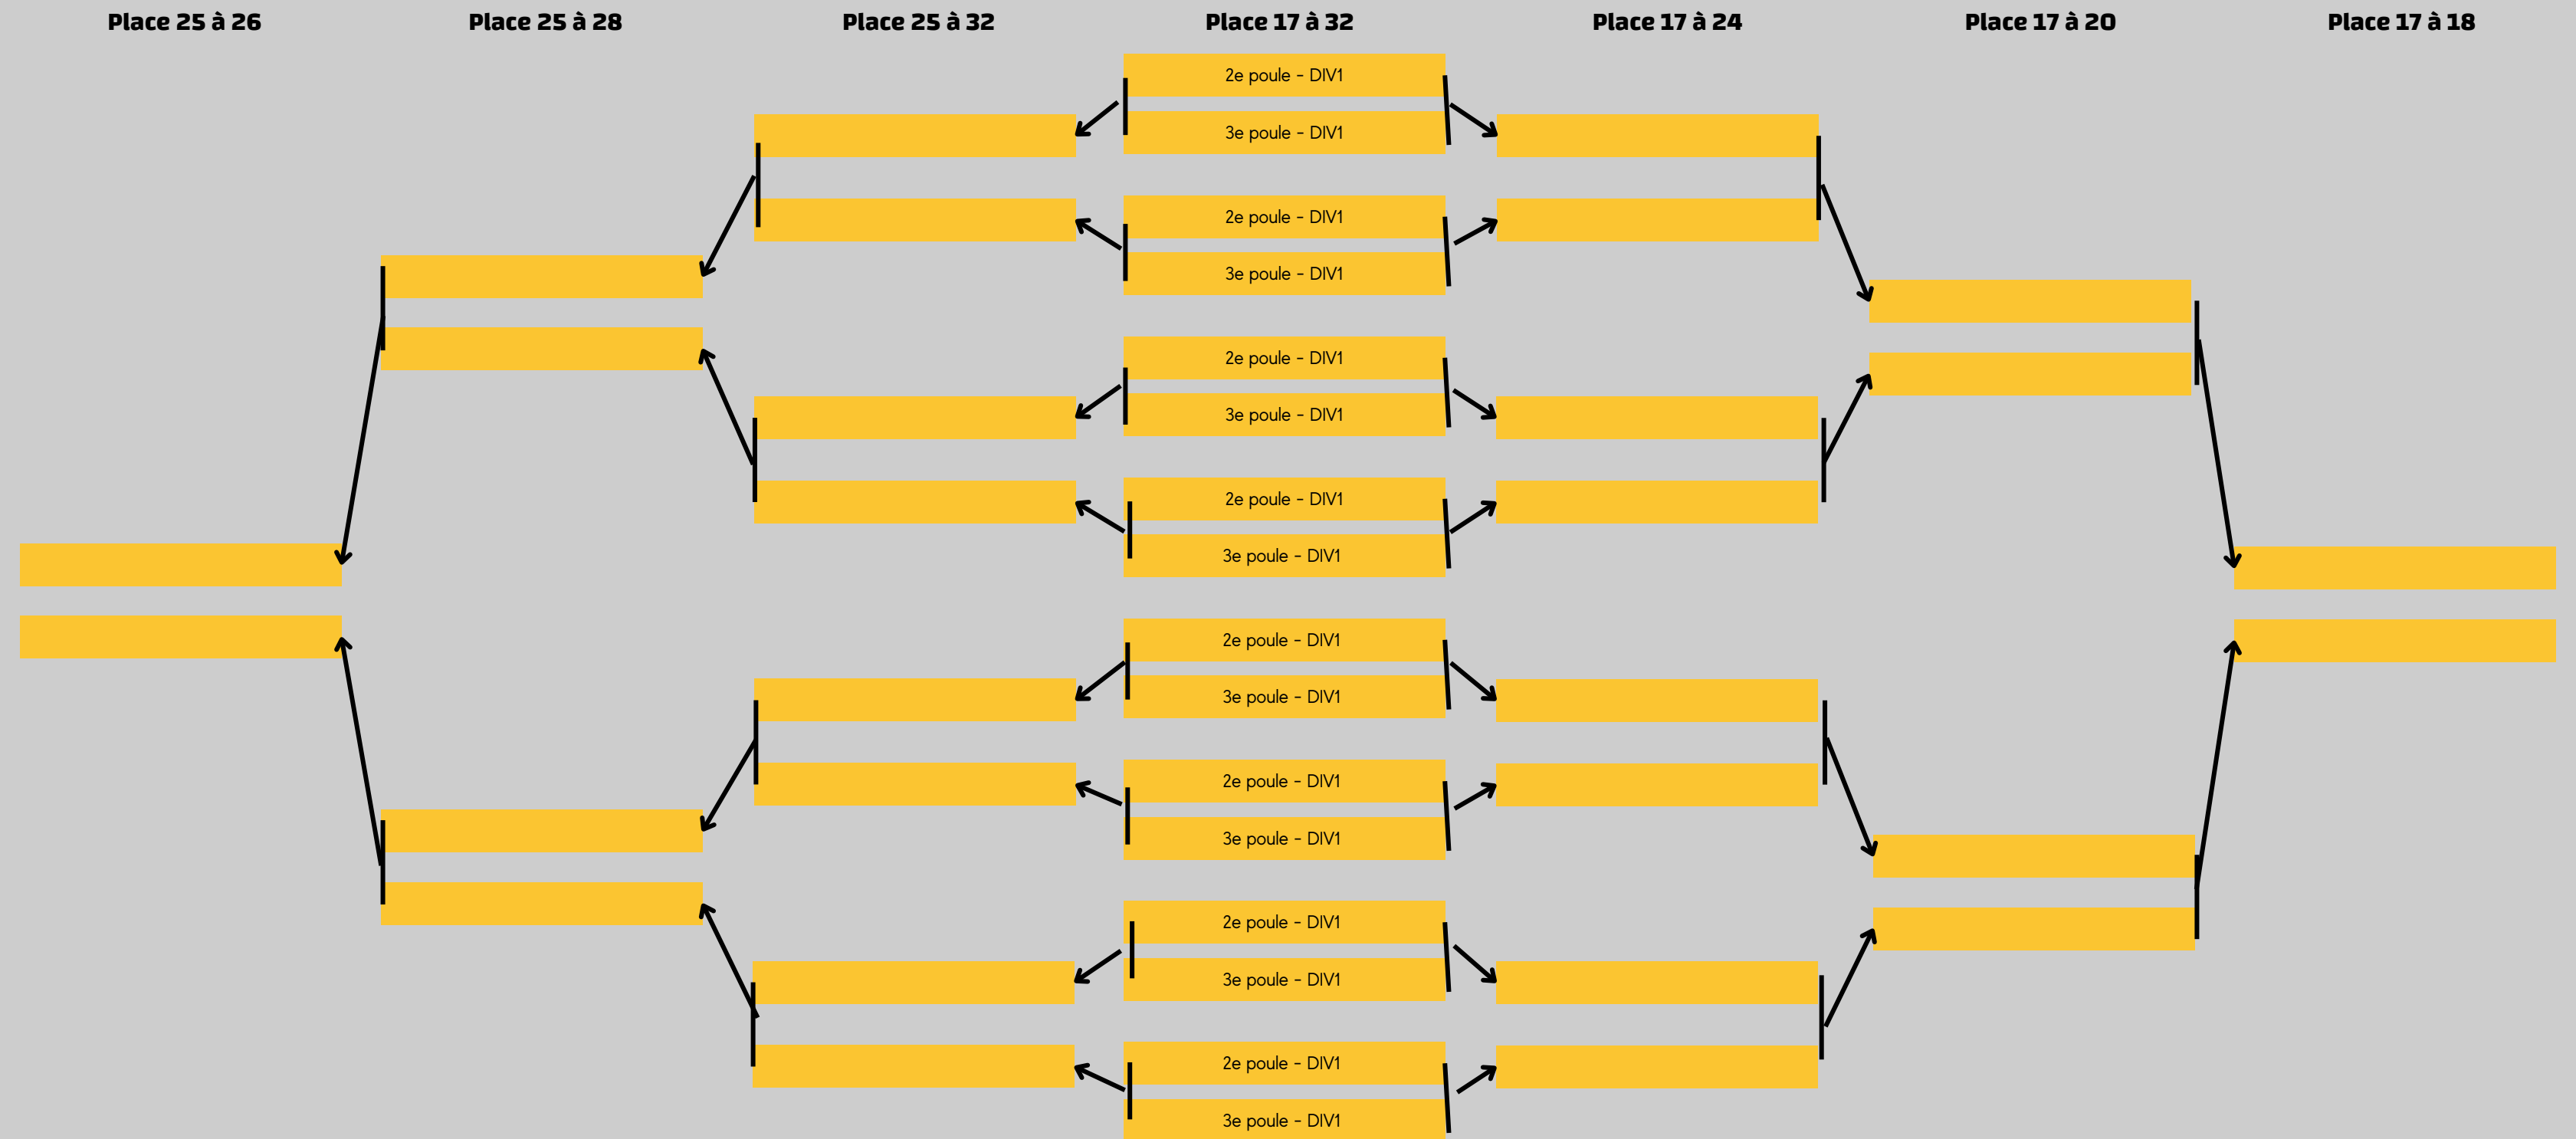 Place 25 à 26
Place 25 à 28
Place 25 à 32
Place 17 à 32
Place 17 à 24
Place 17 à 20
Place 17 à 18
2e poule - DIV1
3e poule - DIV1
2e poule - DIV1
3e poule - DIV1
2e poule - DIV1
3e poule - DIV1
2e poule - DIV1
3e poule - DIV1
2e poule - DIV1
3e poule - DIV1
2e poule - DIV1
3e poule - DIV1
2e poule - DIV1
3e poule - DIV1
2e poule - DIV1
3e poule - DIV1